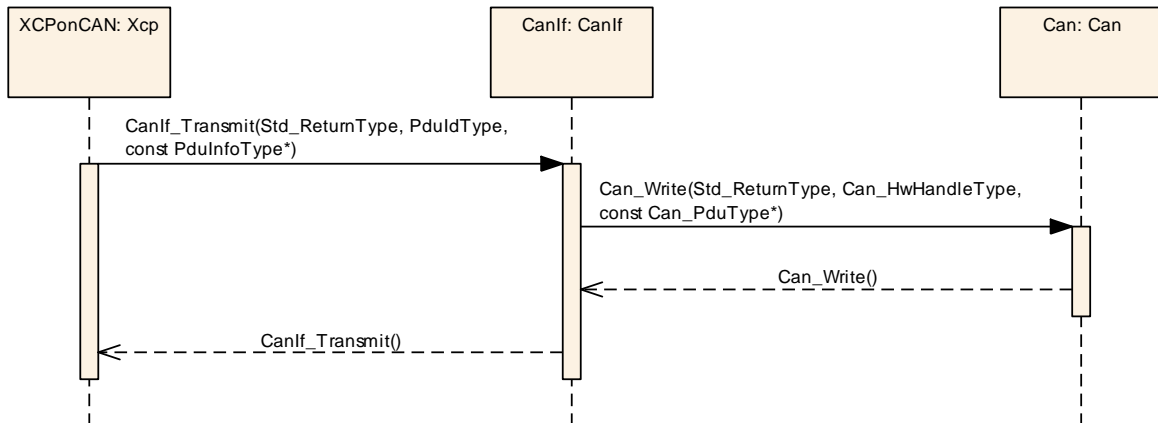 XCPonCAN: Xcp
CanIf: CanIf
Can: Can
CanIf_Transmit(Std_ReturnType, PduIdType,
const PduInfoType*)
Can_Write(Std_ReturnType, Can_HwHandleType,
const Can_PduType*)
Can_Write()
CanIf_Transmit()